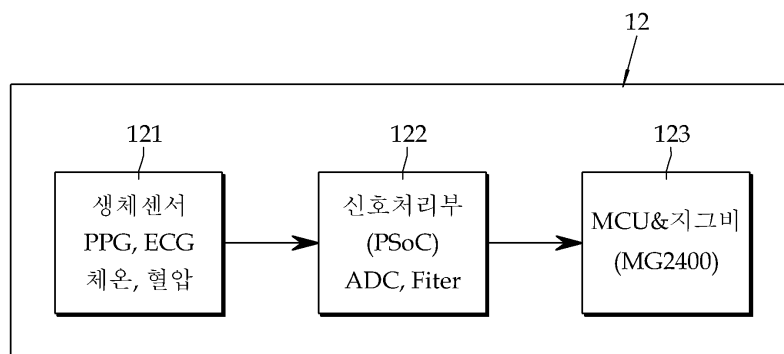 12
121
122
123
생체센서
PPG, ECG
체온, 혈압
신호처리부
(PSoC)
ADC, Fiter
MCU&지그비
(MG2400)